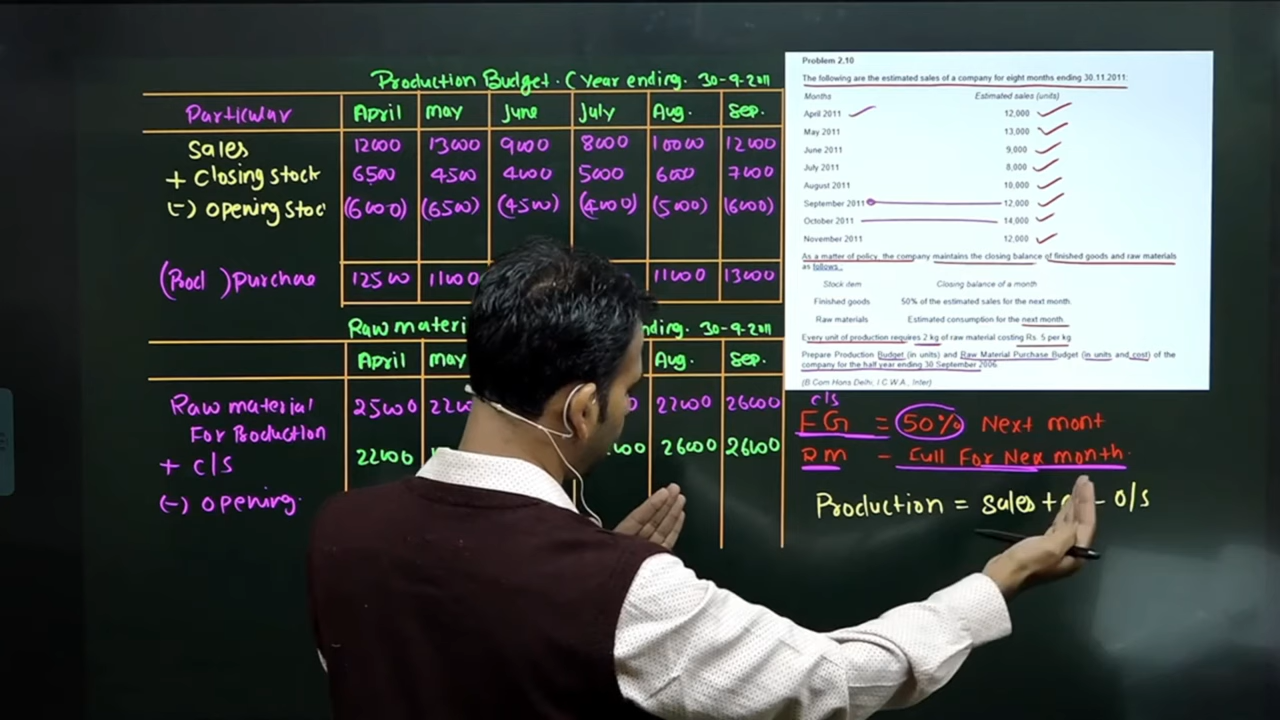 Production Budget. (Year ending. 30-9-2011
Particular April May June July Aug. Sep.
Sales 12000 13000 9000 8000 10000 12000
+ Closing stock 6500 4500 4000 5000 6000 7000
(-) Opening stoc (6000) (6500) (4500) (4000) (5000) (6000)
purchase 12500 11000 11000 13000
Raw materi nding. 30-9-2011
April may Aug. Sep.
Raw material 25000 22000 26000
For Production
+ c/s 22000 26000 26000
(-) opening.
Problem 2.10
The following are the estimated sales of a company for eight months ending 30.11.2011:
Months Estimated sales (units)
April 2011 12,000
May 2011 13,000
June 2011 9,000
July 2011 8,000
August 2011 10,000
September 2011 12,000
October 2011 14,000
November 2011 12,000
As a matter of policy, the company maintains the closing balance of finished goods and raw materials
as follows :
Stock item Closing balance of a month
Finished goods 50% of the estimated sales for the next month.
Raw materials Estimated consumption for the next month.
Every unit of production requires 2 kg of raw material costing Rs. 5 per kg
Prepare Production Budget (in units) and Raw Material Purchase Budget (in units and cost) of the
company for the half year ending 30 September 2006.
(B Com Hons Delhi, I C.W.A., Inter)
c/s
FG = 50% Next mont
RM - Full For Nex month.
Production = Sales + - o/s